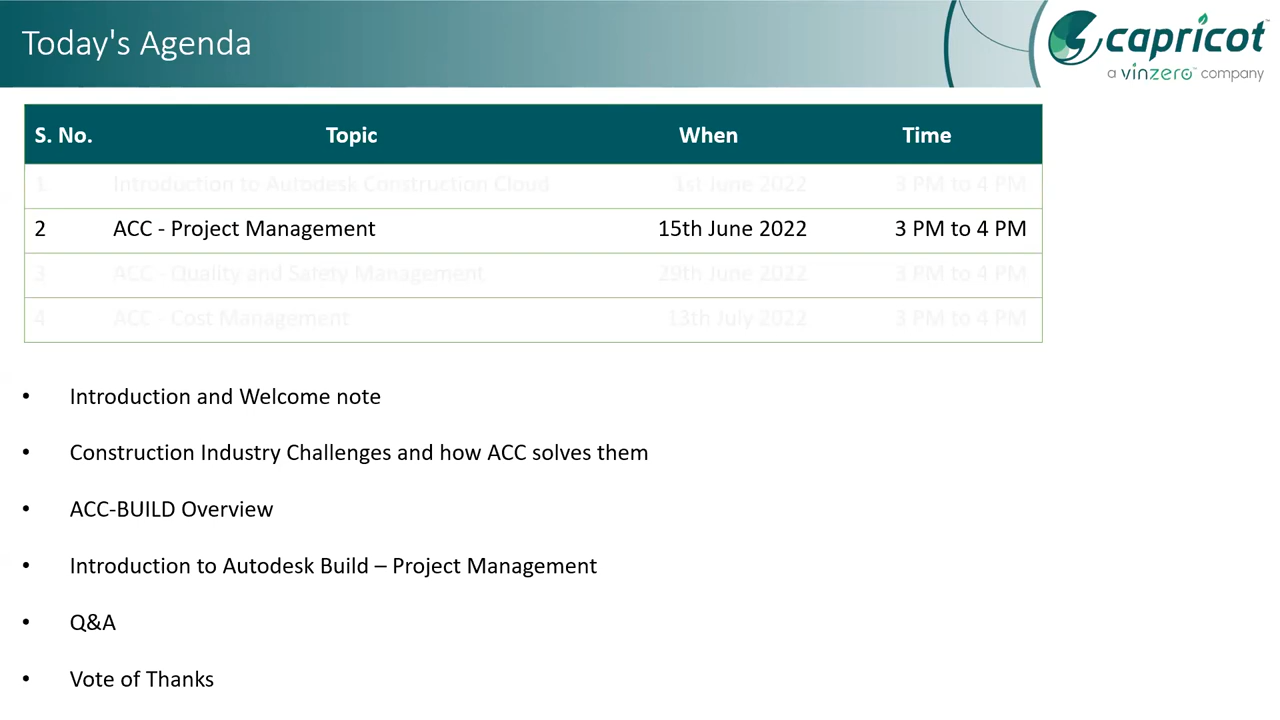 Today's Agenda
capricot™
a vinzero™ company
S. No. Topic When Time
1 Introduction to Autodesk Construction Cloud 1st June 2022 3 PM to 4 PM
2 ACC - Project Management 15th June 2022 3 PM to 4 PM
3 ACC - Quality and Safety Management 29th June 2022 3 PM to 4 PM
4 ACC - Cost Management 13th July 2022 3 PM to 4 PM
• Introduction and Welcome note
• Construction Industry Challenges and how ACC solves them
• ACC-BUILD Overview
• Introduction to Autodesk Build – Project Management
• Q&A
• Vote of Thanks